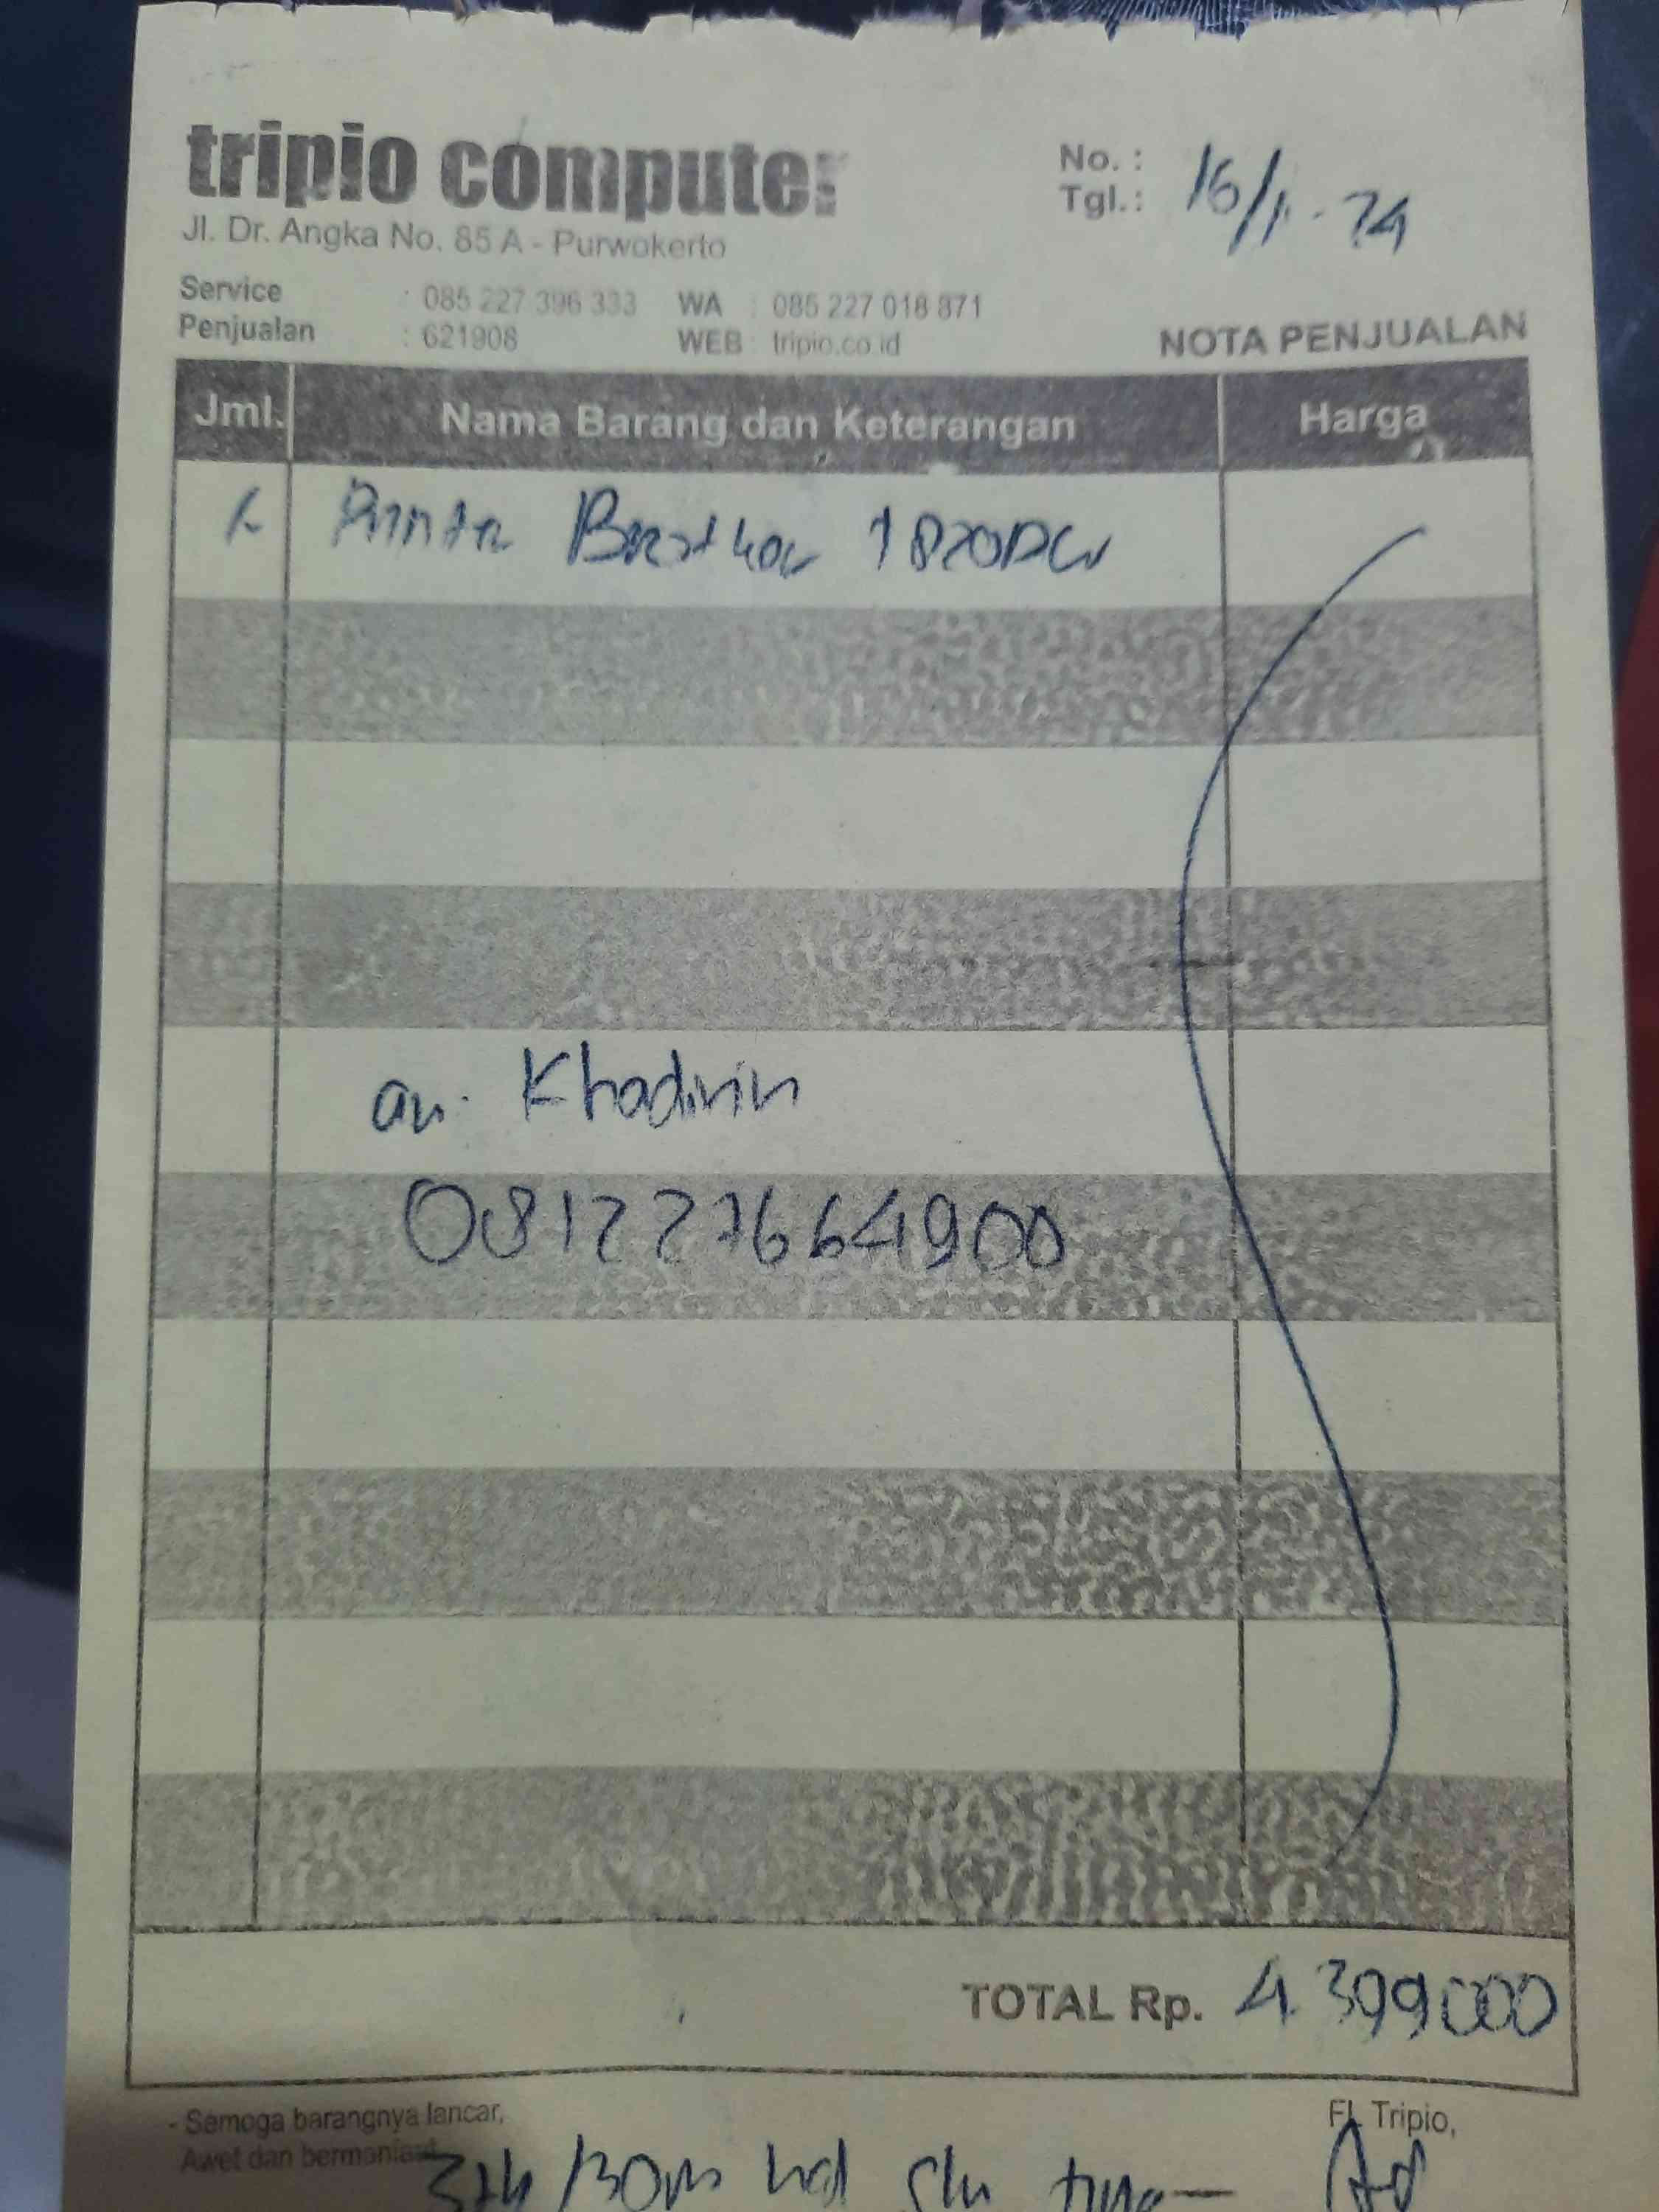 tripio computer
No. :
Tgl.: 16/1-24
Jl. Dr. Angka No. 85 A - Purwokerto
Service : 085 227 396 333 WA : 085 227 018 871
Penjualan : 621908 WEB : tripio.co.id
NOTA PENJUALAN
Jml. Nama Barang dan Keterangan Harga
Printer Brother 1820DW
an. Khadirin
081227664900
TOTAL Rp. 4.399000
- Semoga barangnya lancar,
Fl. Tripio,
Awet dan bermanfaat
3th/30rb